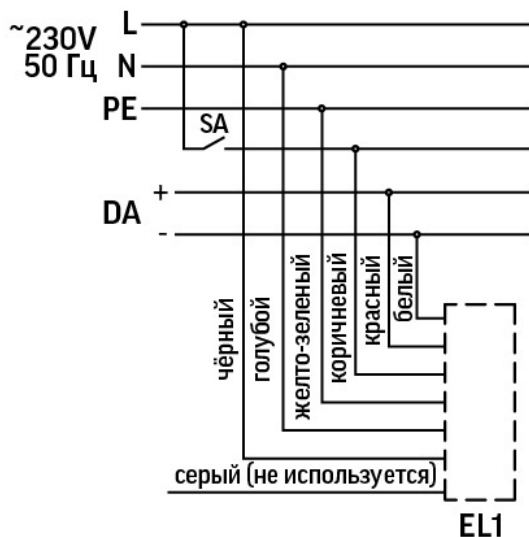 L
~230V
50 Гц N
PE
SA
+
DA
-
чёрный
голубой
желто-зеленый
коричневый
красный
белый
серый (не используется)
EL1